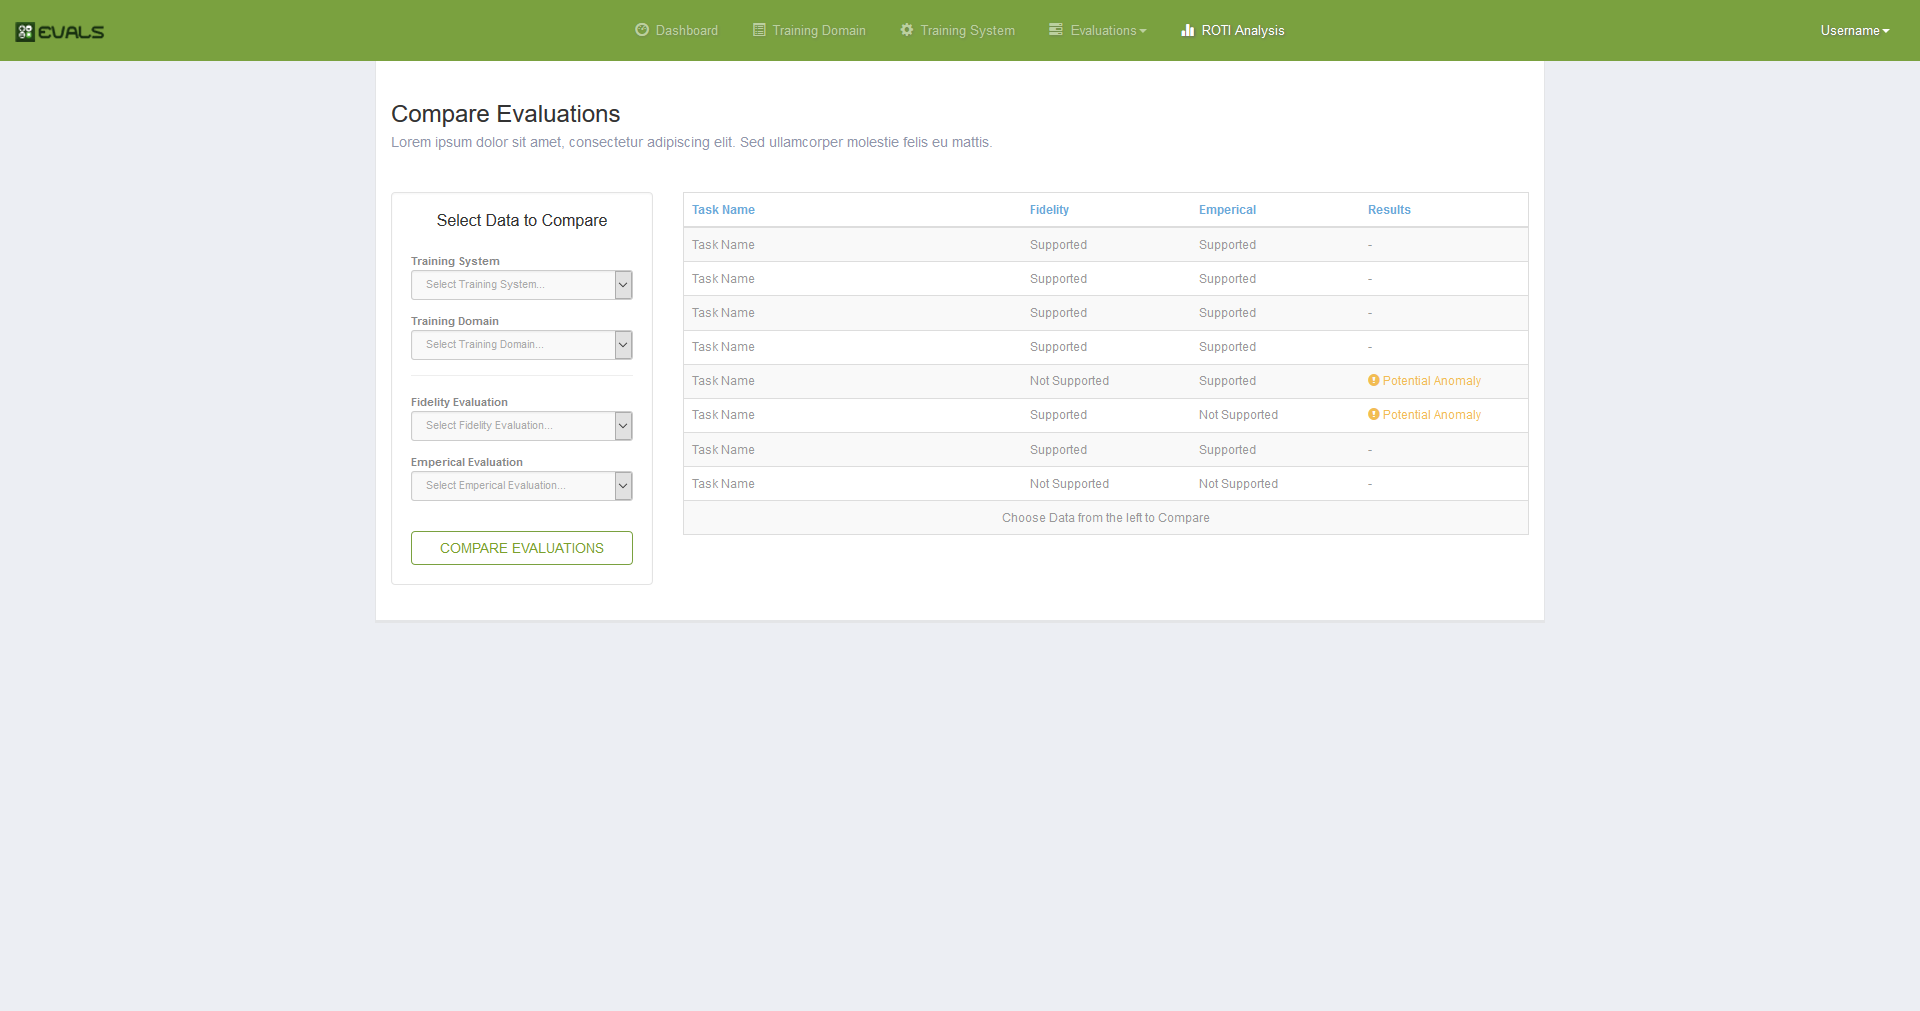 EVALS
Dashboard Training Domain Training System Evaluations ROTI Analysis Username
Compare Evaluations
Lorem ipsum dolor sit amet, consectetur adipiscing elit. Sed ullamcorper molestie felis eu mattis.
Select Data to Compare
Training System
Select Training System...
Training Domain
Select Training Domain...
Fidelity Evaluation
Select Fidelity Evaluation...
Emperical Evaluation
Select Emperical Evaluation...
COMPARE EVALUATIONS
Task Name Fidelity Emperical Results
Task Name Supported Supported -
Task Name Supported Supported -
Task Name Supported Supported -
Task Name Supported Supported -
Task Name Not Supported Supported Potential Anomaly
Task Name Supported Not Supported Potential Anomaly
Task Name Supported Supported -
Task Name Not Supported Not Supported -
Choose Data from the left to Compare